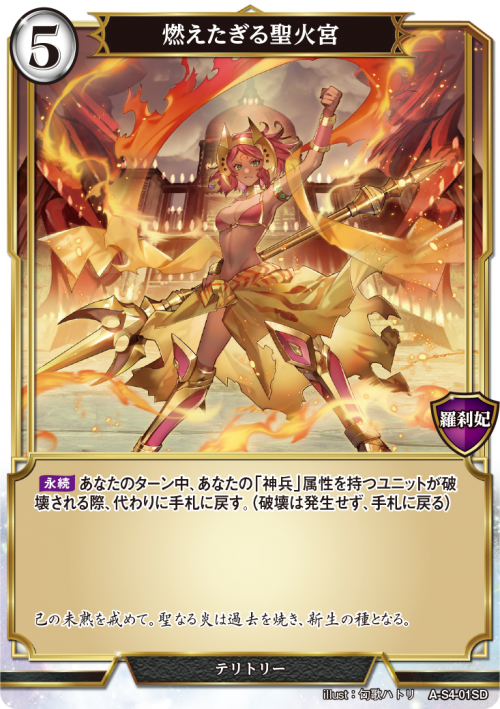 5
燃えたぎる聖火宮
羅刹妃
永続 あなたのターン中、あなたの「神兵」属性を持つユニットが破
壊される際、代わりに手札に戻す。(破壊は発生せず、手札に戻る)
己の未熟を戒めて。聖なる炎は過去を焼き、新生の種となる。
テリトリー
illust:匈歌ハトリ A-S4-01SD